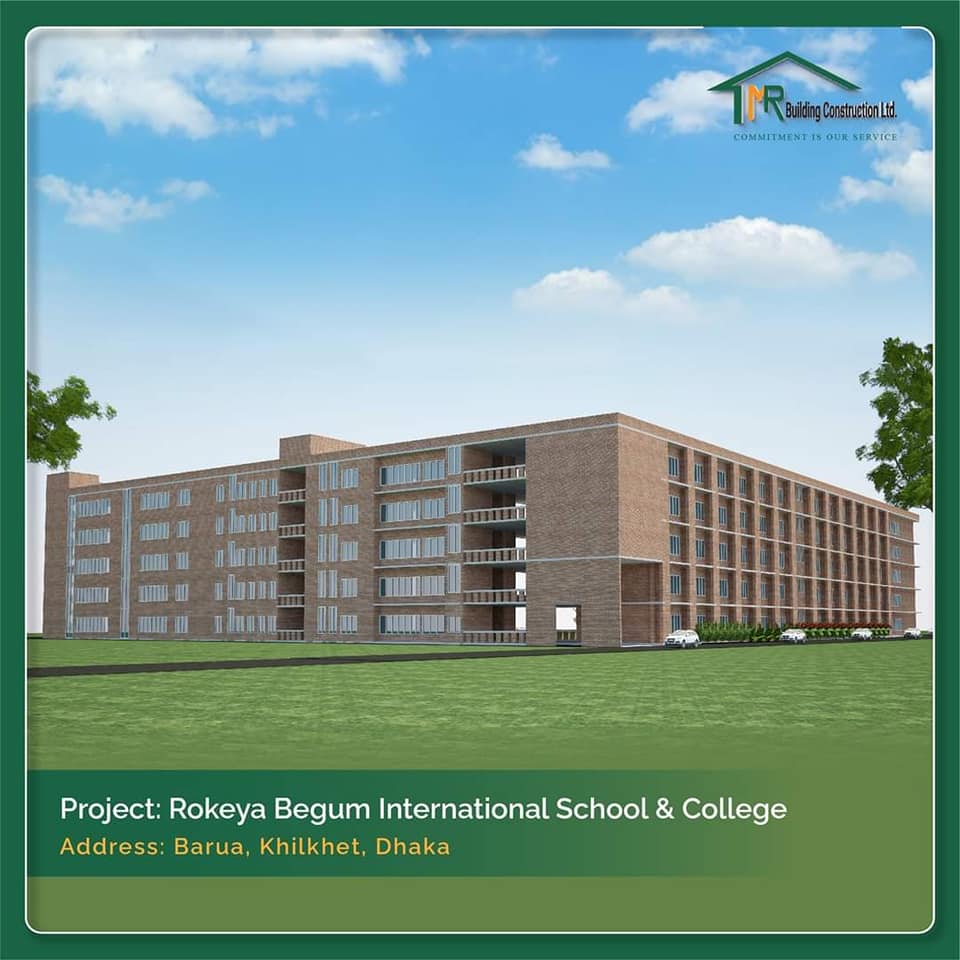 TMR Building Construction Ltd.
COMMITMENT IS OUR SERVICE
Project: Rokeya Begum International School & College
Address: Barua, Khilkhet, Dhaka